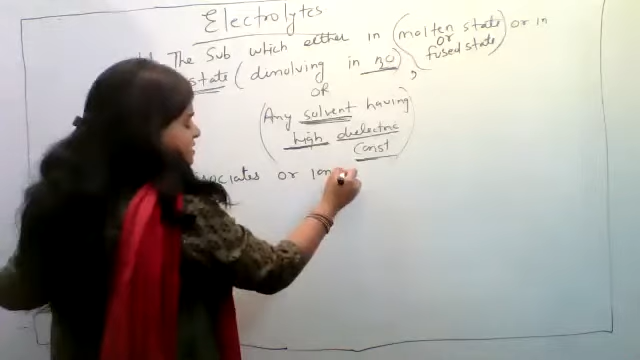 Electrolytes
The Sub which either in (molten state) or in
or
fused state
state (dissolving in H2O),
OR
(Any solvent having
high dielectric
const)
sociates or ion